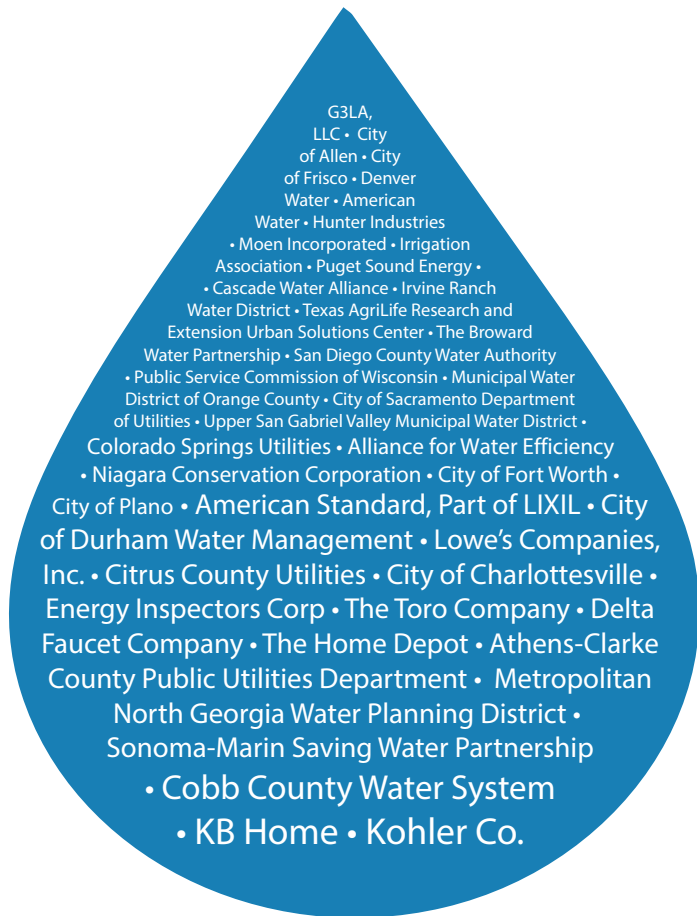 G3LA,
LLC • City
of Allen • City
of Frisco • Denver
Water • American
Water • Hunter Industries
• Moen Incorporated • Irrigation
Association • Puget Sound Energy •
• Cascade Water Alliance • Irvine Ranch
Water District • Texas AgriLife Research and
Extension Urban Solutions Center • The Broward
Water Partnership • San Diego County Water Authority
• Public Service Commission of Wisconsin • Municipal Water
District of Orange County • City of Sacramento Department
of Utilities • Upper San Gabriel Valley Municipal Water District •
Colorado Springs Utilities • Alliance for Water Efficiency
• Niagara Conservation Corporation • City of Fort Worth •
City of Plano • American Standard, Part of LIXIL • City
of Durham Water Management • Lowe's Companies,
Inc. • Citrus County Utilities • City of Charlottesville •
Energy Inspectors Corp • The Toro Company • Delta
Faucet Company • The Home Depot • Athens-Clarke
County Public Utilities Department • Metropolitan
North Georgia Water Planning District •
Sonoma-Marin Saving Water Partnership
• Cobb County Water System
• KB Home • Kohler Co.